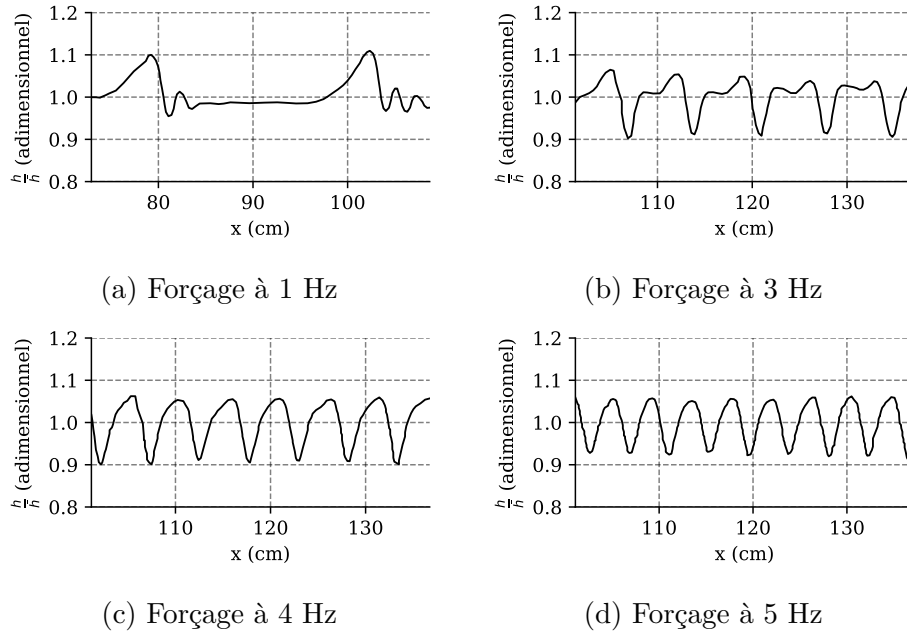 1.2
1.1
1.0
0.9
0.8
h/h̄ (adimensionnel)
80 90 100
x (cm)
(a) Forçage à 1 Hz
1.2
1.1
1.0
0.9
0.8
h/h̄ (adimensionnel)
110 120 130
x (cm)
(b) Forçage à 3 Hz
1.2
1.1
1.0
0.9
0.8
h/h̄ (adimensionnel)
110 120 130
x (cm)
(c) Forçage à 4 Hz
1.2
1.1
1.0
0.9
0.8
h/h̄ (adimensionnel)
110 120 130
x (cm)
(d) Forçage à 5 Hz